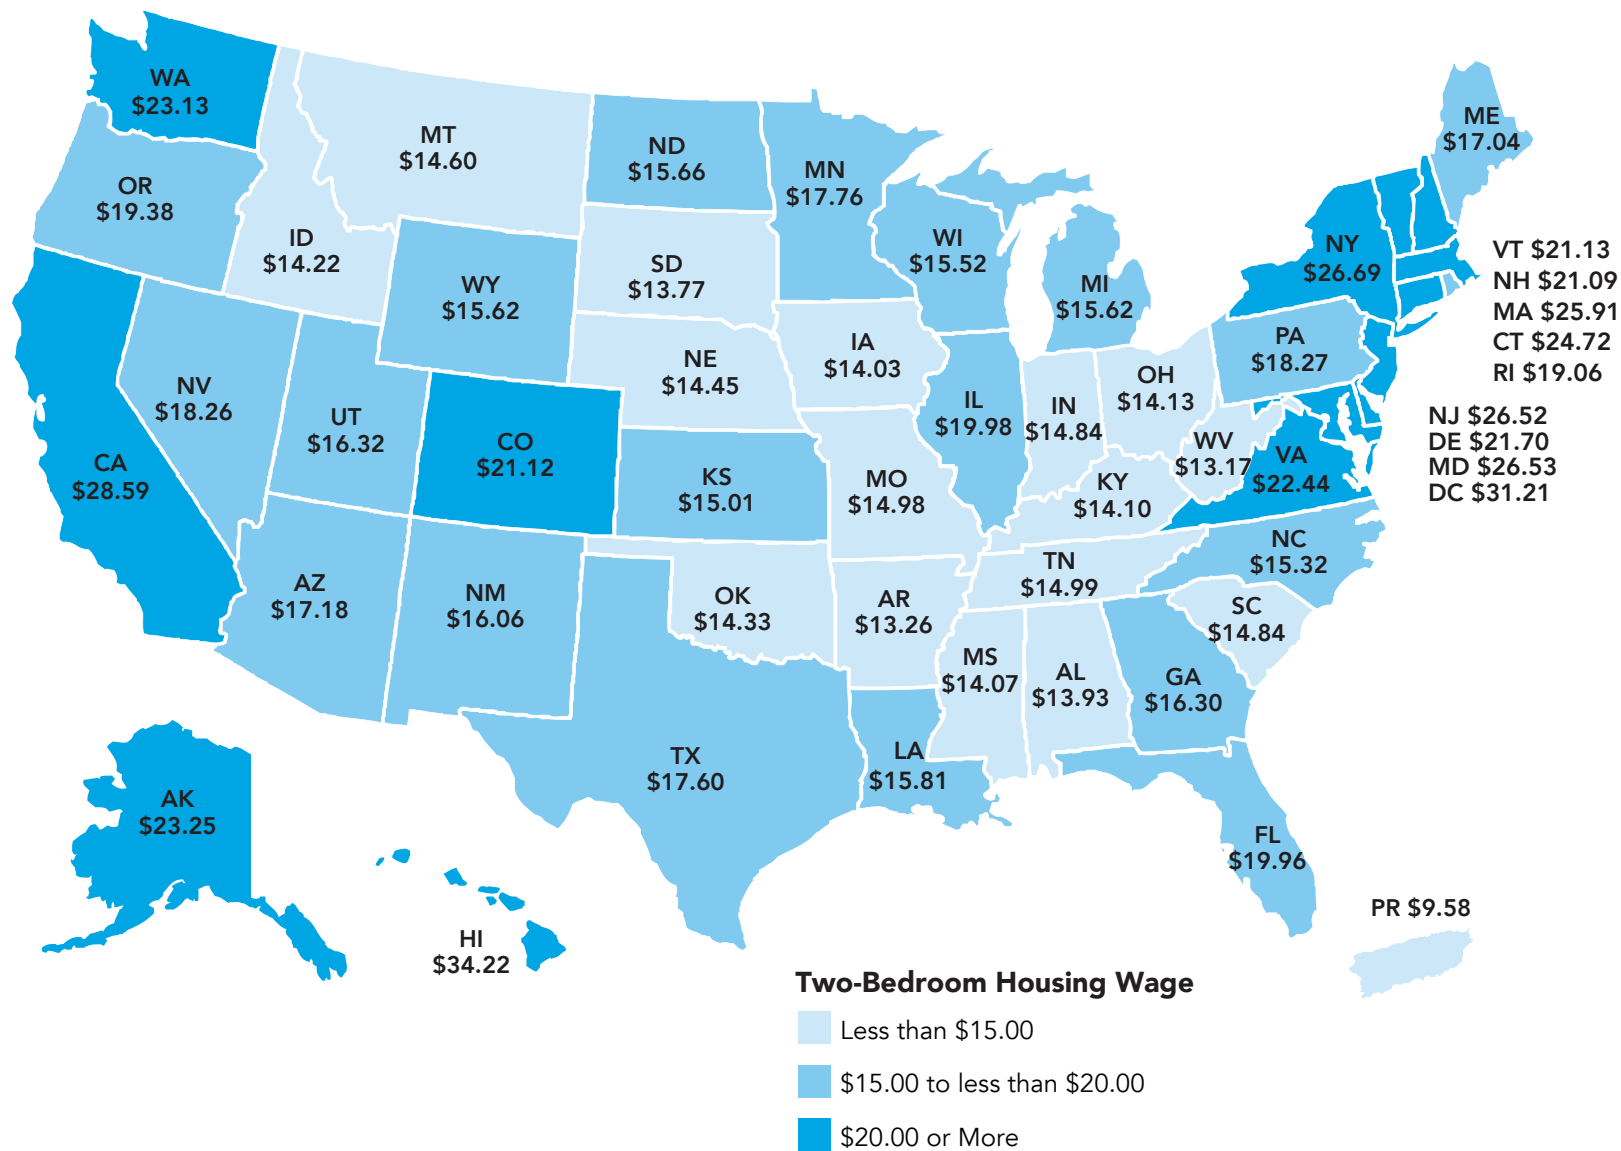 WA
$23.13
MT
$14.60
ND
$15.66
MN
$17.76
ME
$17.04
OR
$19.38
ID
$14.22
WY
$15.62
SD
$13.77
WI
$15.52
MI
$15.62
NY
$26.69
VT $21.13
NH $21.09
MA $25.91
CT $24.72
RI $19.06
NV
$18.26
UT
$16.32
NE
$14.45
IA
$14.03
IL
$19.98
IN
$14.84
OH
$14.13
PA
$18.27
NJ $26.52
DE $21.70
MD $26.53
DC $31.21
CA
$28.59
CO
$21.12
KS
$15.01
MO
$14.98
KY
$14.10
WV
$13.17
VA
$22.44
AZ
$17.18
NM
$16.06
OK
$14.33
AR
$13.26
TN
$14.99
NC
$15.32
SC
$14.84
MS
$14.07
AL
$13.93
GA
$16.30
TX
$17.60
LA
$15.81
FL
$19.96
AK
$23.25
HI
$34.22
PR $9.58
Two-Bedroom Housing Wage
Less than $15.00
$15.00 to less than $20.00
$20.00 or More